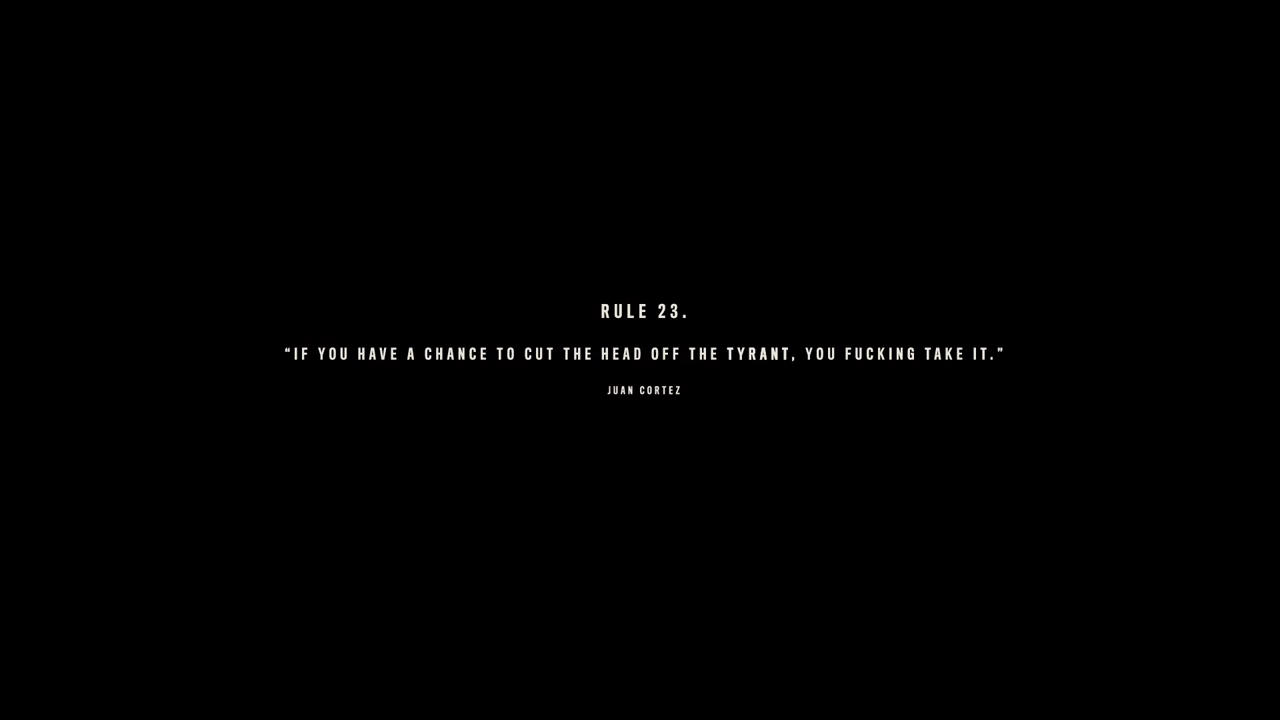 RULE 23.
“IF YOU HAVE A CHANCE TO CUT THE HEAD OFF THE TYRANT, YOU FUCKING TAKE IT.”
JUAN CORTEZ